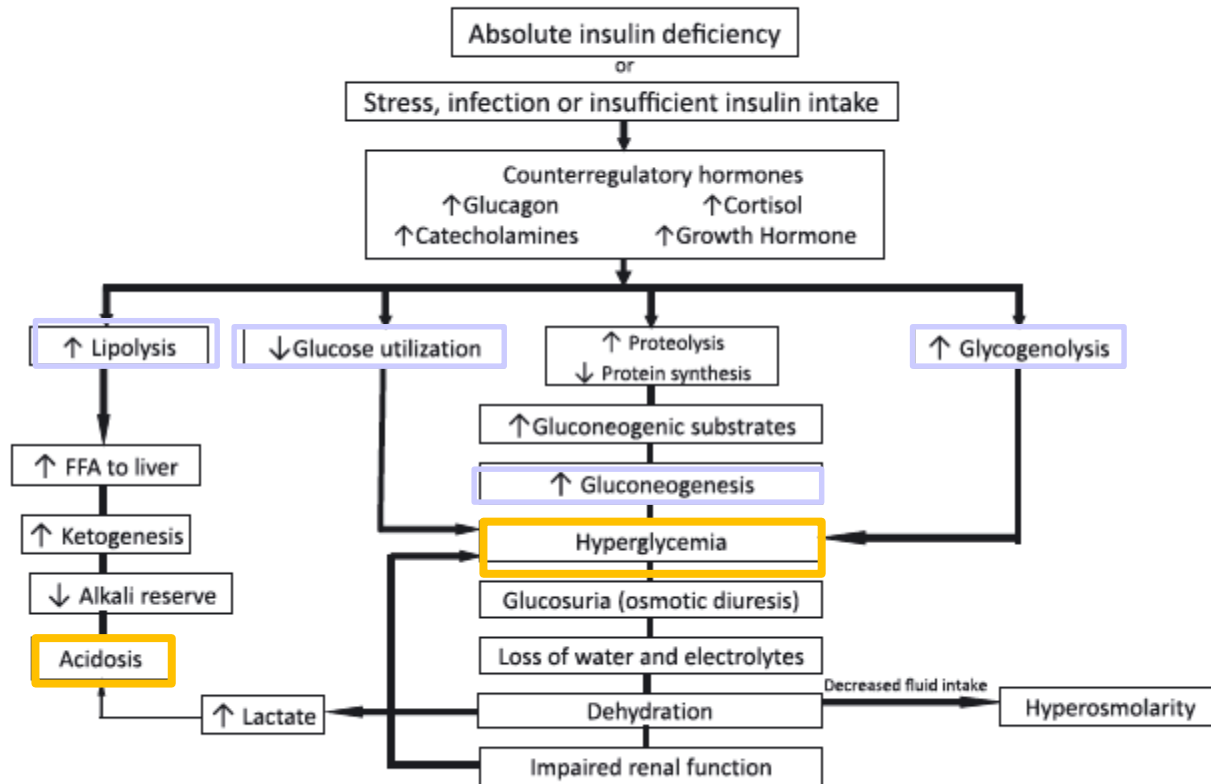 Absolute insulin deficiency
or
Stress, infection or insufficient insulin intake
Counterregulatory hormones
↑Glucagon ↑Cortisol
↑Catecholamines ↑Growth Hormone
↑ Lipolysis
↓Glucose utilization
↑ Proteolysis
↓ Protein synthesis
↑ Glycogenolysis
↑Gluconeogenic substrates
↑ FFA to liver
↑ Gluconeogenesis
↑ Ketogenesis
Hyperglycemia
↓ Alkali reserve
Glucosuria (osmotic diuresis)
Acidosis
Loss of water and electrolytes
↑ Lactate
Dehydration
Decreased fluid intake
Hyperosmolarity
Impaired renal function